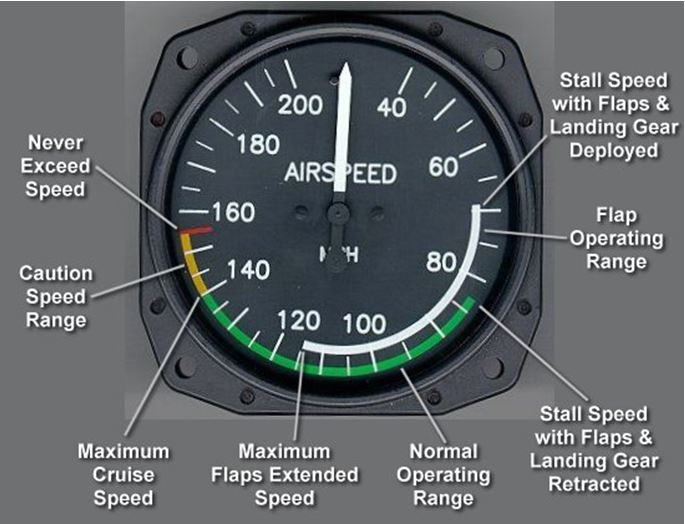 Stall Speed
with Flaps &
Landing Gear
Deployed
Never
Exceed
Speed
200
40
180
60
AIRSPEED
160
Flap
Operating
Range
MPH
Caution
Speed
Range
140
80
120
100
Stall Speed
with Flaps &
Landing Gear
Retracted
Maximum
Cruise
Speed
Maximum
Flaps Extended
Speed
Normal
Operating
Range